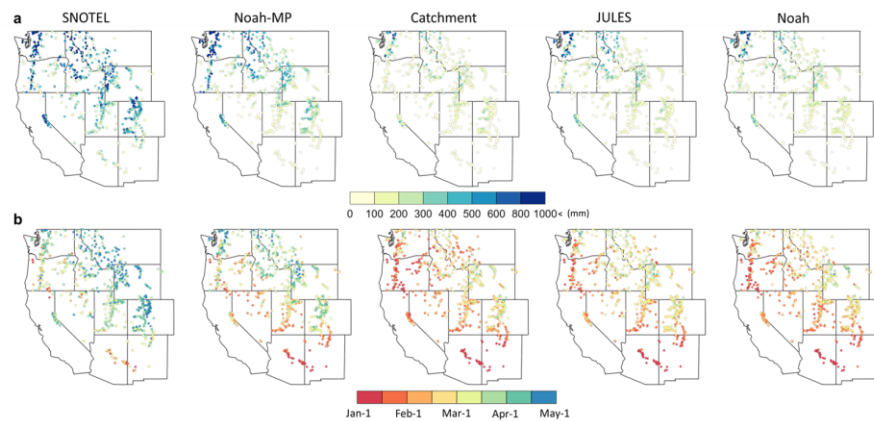 a
SNOTEL Noah-MP Catchment JULES Noah
0 100 200 300 400 500 600 800 1000< (mm)
b
Jan-1 Feb-1 Mar-1 Apr-1 May-1